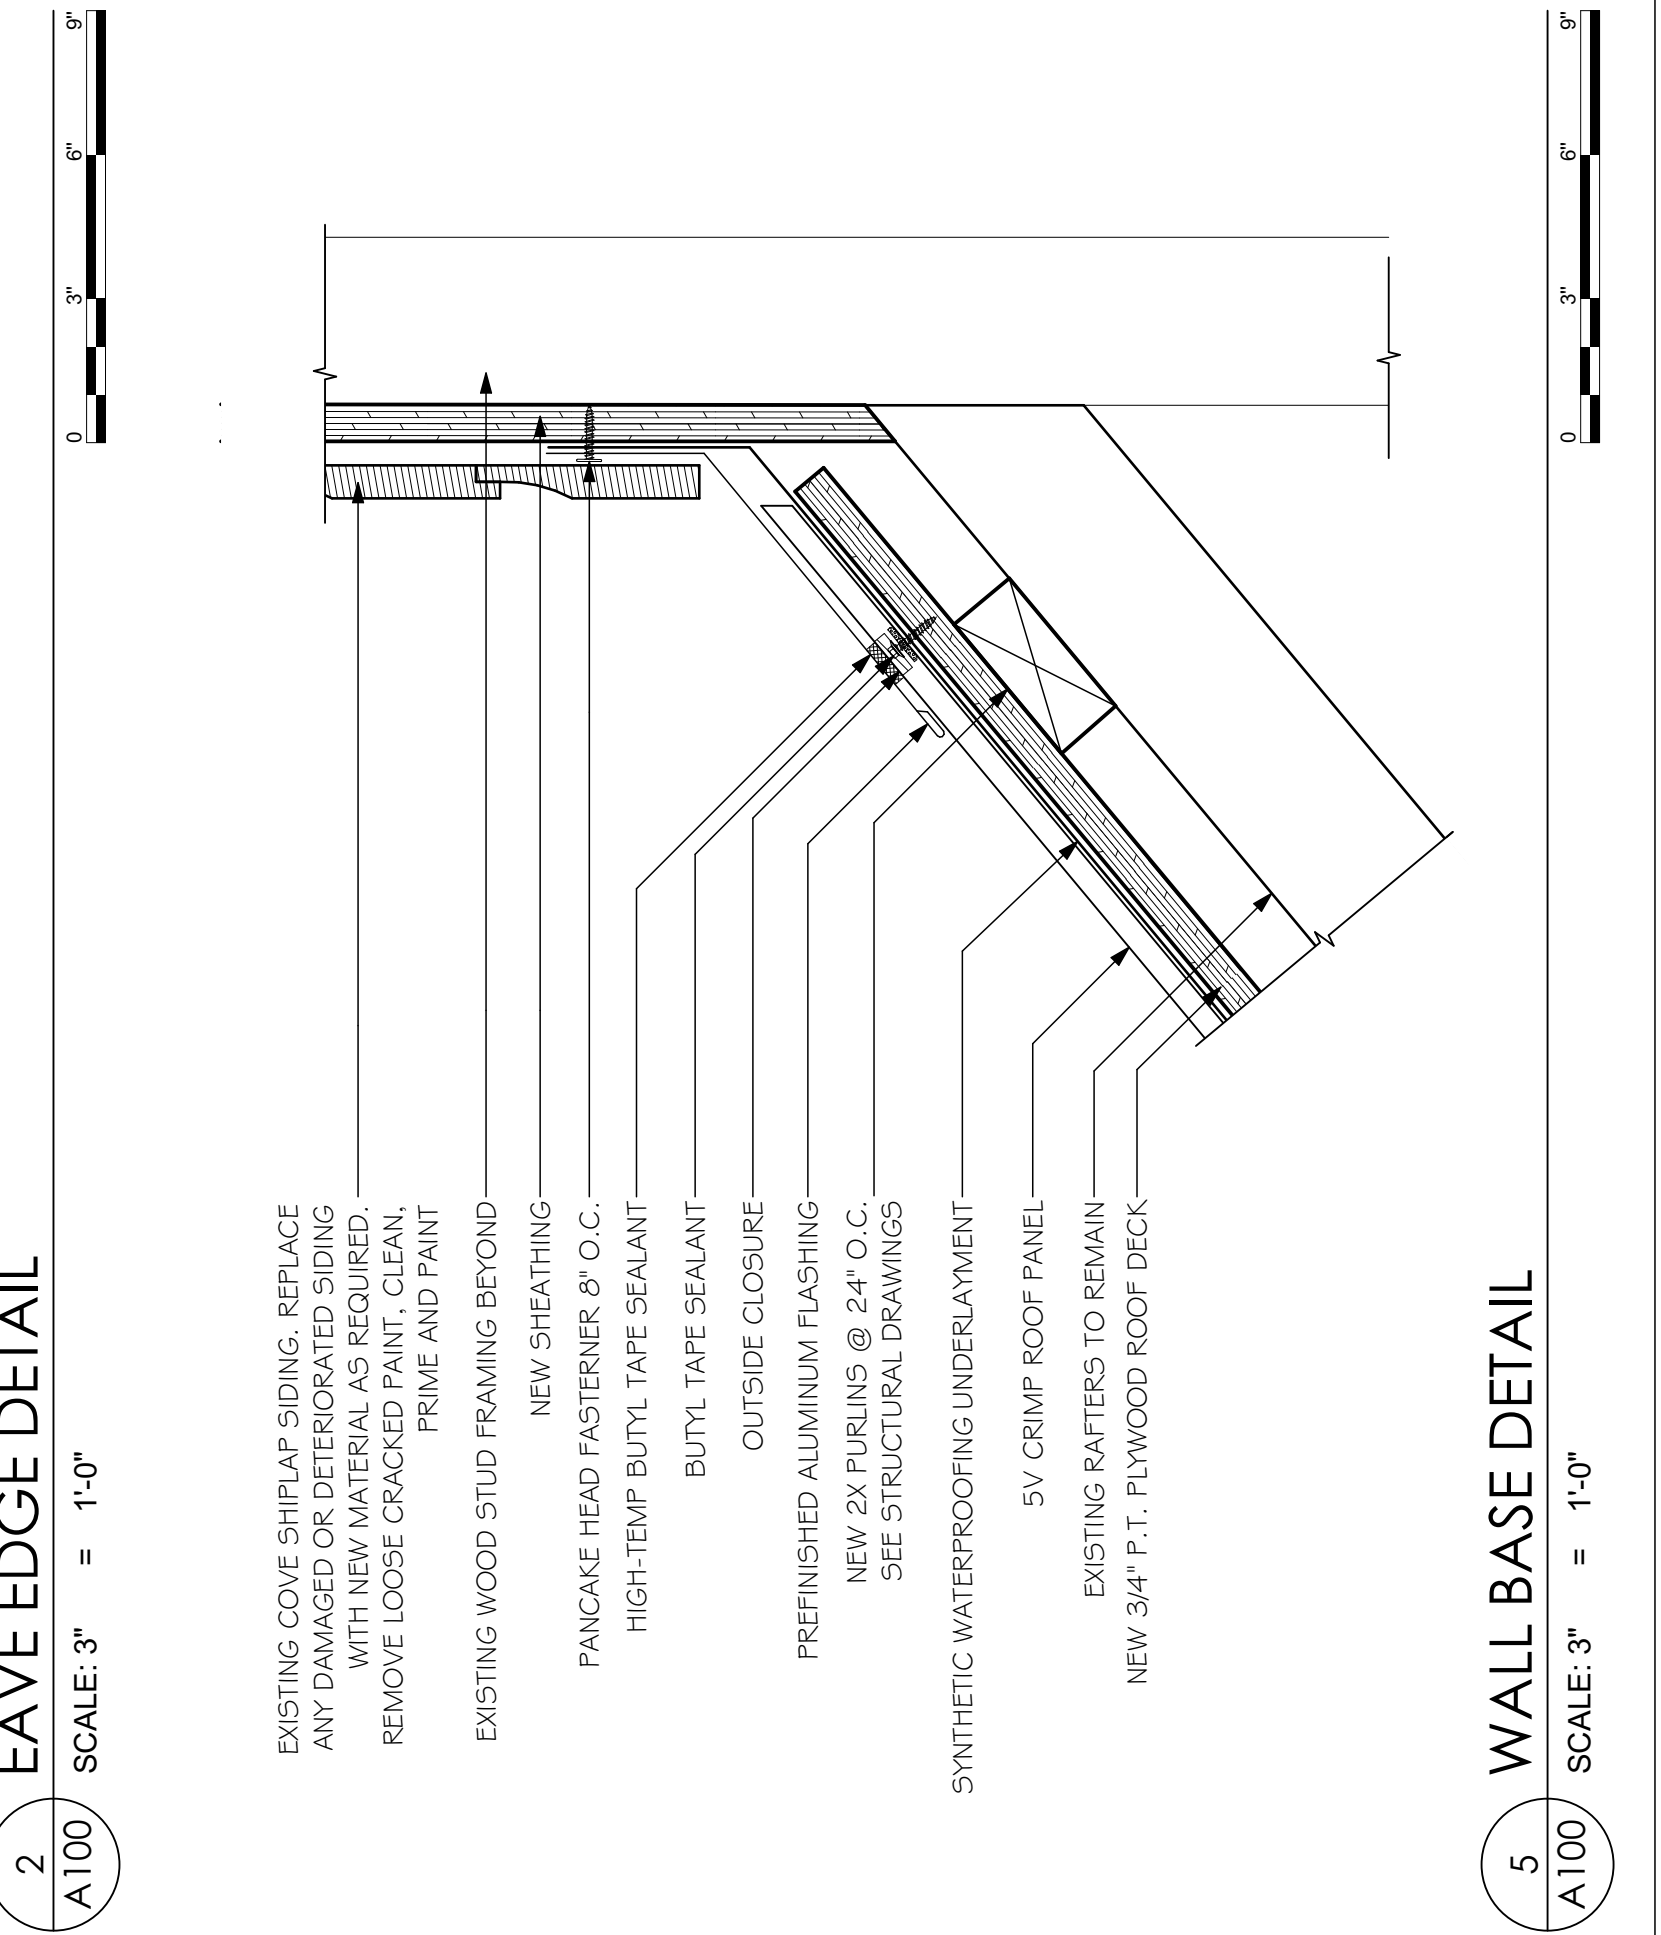 EAVE EDGE DETAIL
2
A100
SCALE: 3" = 1'-0"
0 3" 6" 9"
EXISTING COVE SHIPLAP SIDING. REPLACE
ANY DAMAGED OR DETERIORATED SIDING
WITH NEW MATERIAL AS REQUIRED.
REMOVE LOOSE CRACKED PAINT, CLEAN,
PRIME AND PAINT
EXISTING WOOD STUD FRAMING BEYOND
NEW SHEATHING
PANCAKE HEAD FASTERNER 8" O.C.
HIGH-TEMP BUTYL TAPE SEALANT
BUTYL TAPE SEALANT
OUTSIDE CLOSURE
PREFINISHED ALUMINUM FLASHING
NEW 2X PURLINS @ 24" O.C.
SEE STRUCTURAL DRAWINGS
SYNTHETIC WATERPROOFING UNDERLAYMENT
5V CRIMP ROOF PANEL
EXISTING RAFTERS TO REMAIN
NEW 3/4" P.T. PLYWOOD ROOF DECK
5
WALL BASE DETAIL
A100
SCALE: 3" = 1'-0"
0 3" 6" 9"